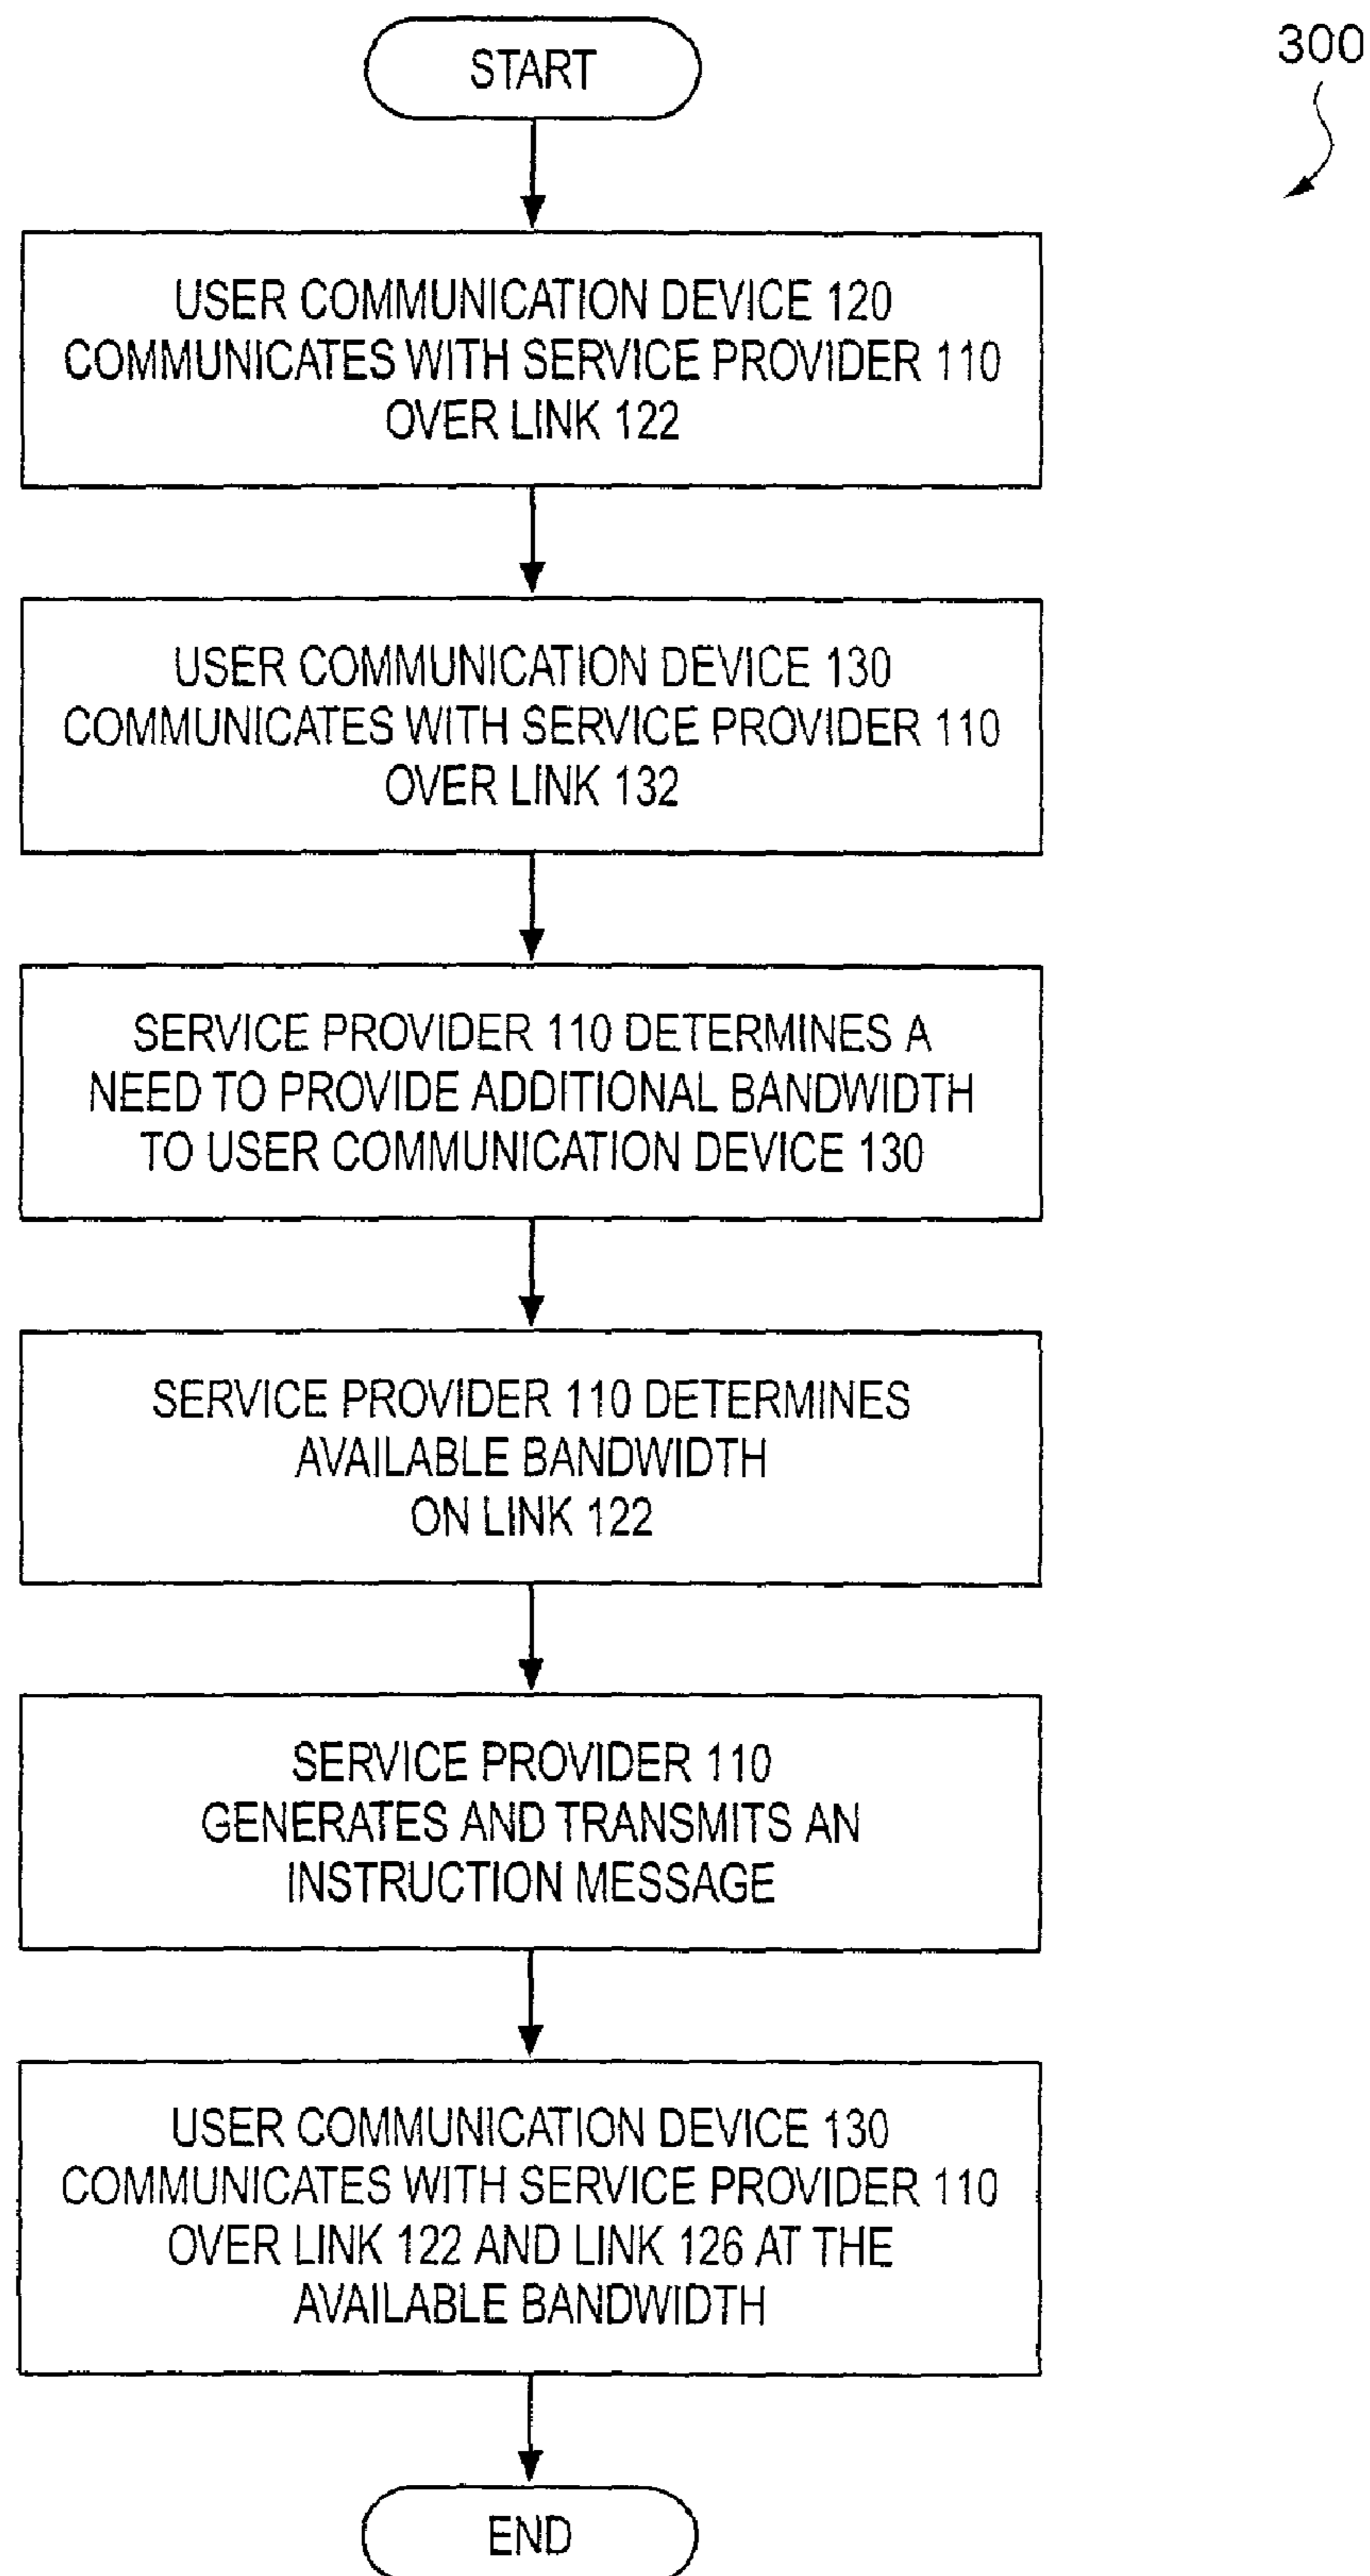 300
START
USER COMMUNICATION DEVICE 120
COMMUNICATES WITH SERVICE PROVIDER 110
OVER LINK 122
USER COMMUNICATION DEVICE 130
COMMUNICATES WITH SERVICE PROVIDER 110
OVER LINK 132
SERVICE PROVIDER 110 DETERMINES A
NEED TO PROVIDE ADDITIONAL BANDWIDTH
TO USER COMMUNICATION DEVICE 130
SERVICE PROVIDER 110 DETERMINES
AVAILABLE BANDWIDTH
ON LINK 122
SERVICE PROVIDER 110
GENERATES AND TRANSMITS AN
INSTRUCTION MESSAGE
USER COMMUNICATION DEVICE 130
COMMUNICATES WITH SERVICE PROVIDER 110
OVER LINK 122 AND LINK 126 AT THE
AVAILABLE BANDWIDTH
END